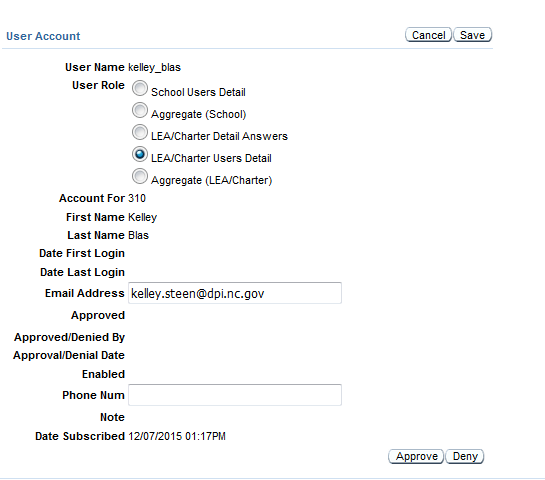 User Account Cancel Save
User Name kelley_blas
User Role School Users Detail
Aggregate (School)
LEA/Charter Detail Answers
LEA/Charter Users Detail
Aggregate (LEA/Charter)
Account For 310
First Name Kelley
Last Name Blas
Date First Login
Date Last Login
Email Address kelley.steen@dpi.nc.gov
Approved
Approved/Denied By
Approval/Denial Date
Enabled
Phone Num
Note
Date Subscribed 12/07/2015 01:17PM
Approve Deny